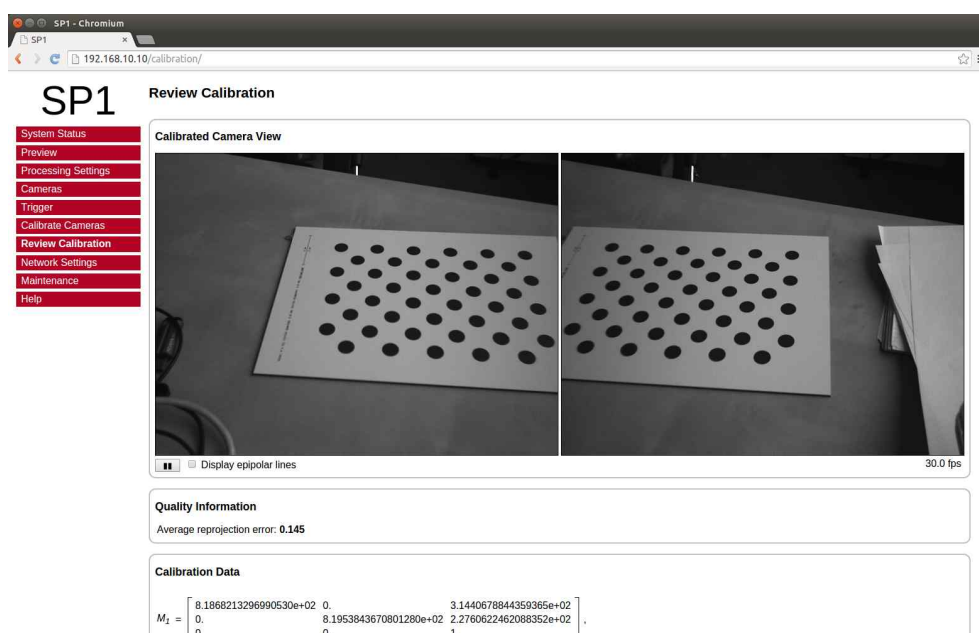 SP1 - Chromium
SP1 ×
192.168.10.10/calibration/
SP1
System Status
Preview
Processing Settings
Cameras
Trigger
Calibrate Cameras
Review Calibration
Network Settings
Maintenance
Help
Review Calibration
Calibrated Camera View
Display epipolar lines
30.0 fps
Quality Information
Average reprojection error: 0.145
Calibration Data
M1 = 8.1868213296990530e+02 0. 3.1440678844359365e+02
0. 8.1953843670801280e+02 2.2760622462088352e+02 ,
0. 0. 1.